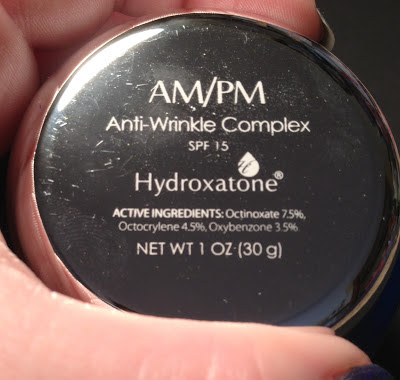 AM/PM
Anti-Wrinkle Complex
SPF 15
Hydroxatone®
ACTIVE INGREDIENTS: Octinoxate 7.5%,
Octocrylene 4.5%, Oxybenzone 3.5%
NET WT 1 OZ (30 g)